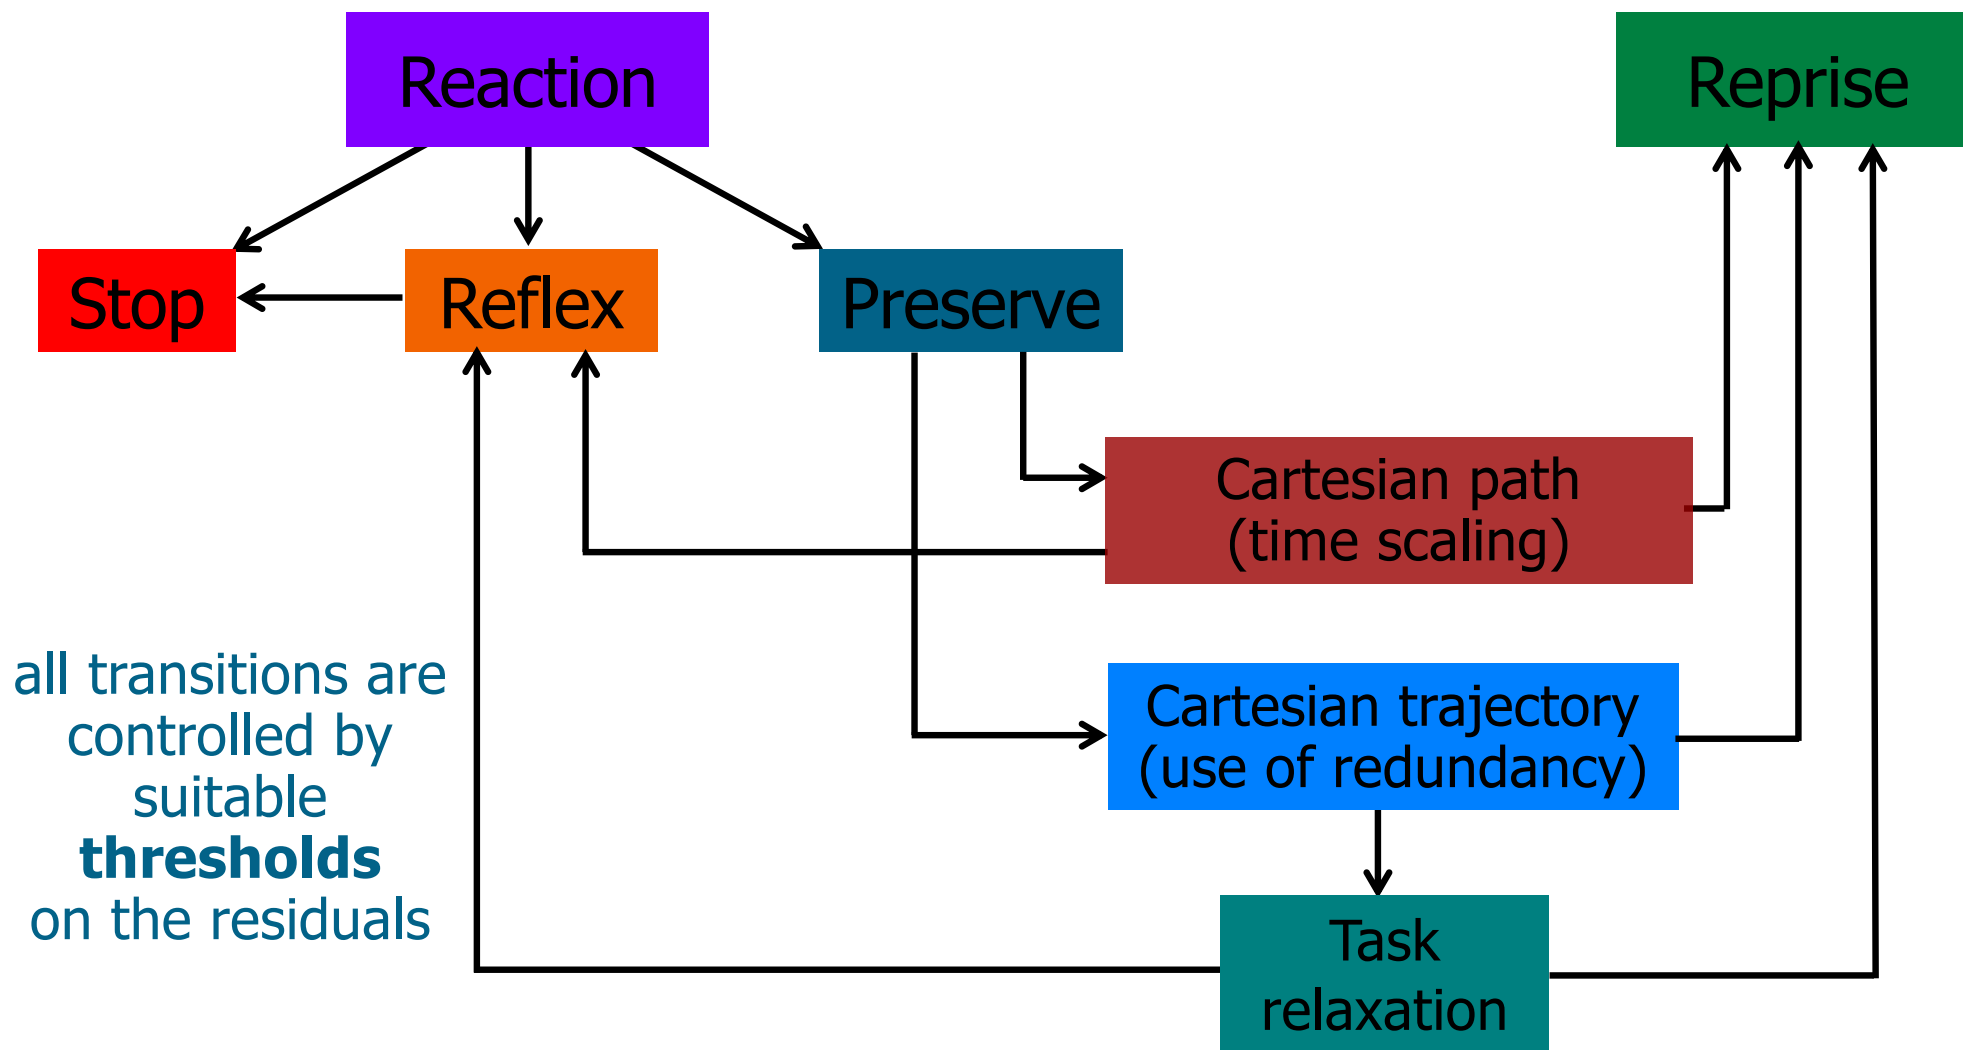 Reaction
Reprise
Stop
Reflex
Preserve
Cartesian path
(time scaling)
all transitions are
controlled by
suitable
thresholds
on the residuals
Cartesian trajectory
(use of redundancy)
Task
relaxation